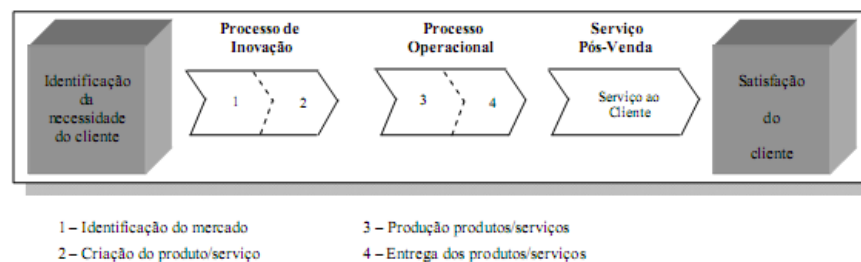 Processo de
Inovação
Processo
Operacional
Serviço
Pós-Venda
Identificação
da
necessidade
do cliente
1
2
3
4
Serviço ao
Cliente
Satisfação
do
cliente
1 – Identificação do mercado
2 – Criação do produto/serviço
3 – Produção produtos/serviços
4 – Entrega dos produtos/serviços